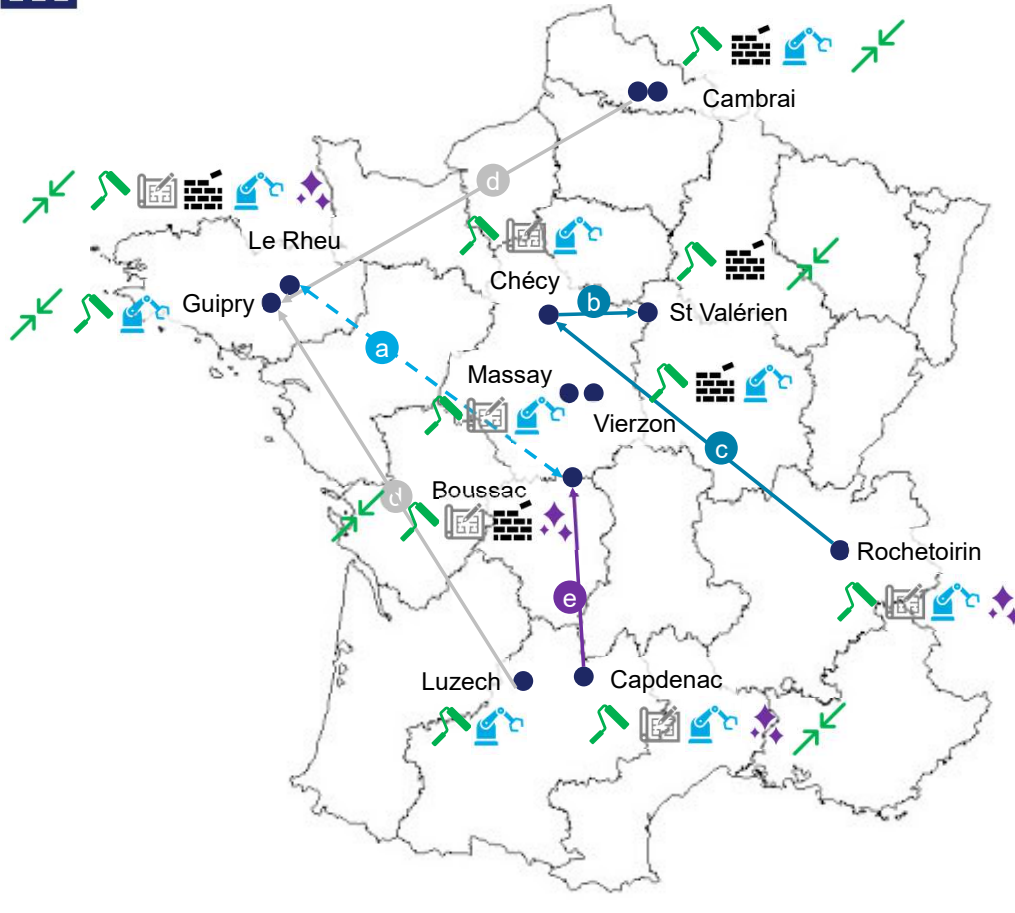 Cambrai
d
Le Rheu
Chécy
Guipry
b
St Valérien
a
Massay
Vierzon
c
d
Boussac
Rochetoirin
e
Luzech
Capdenac